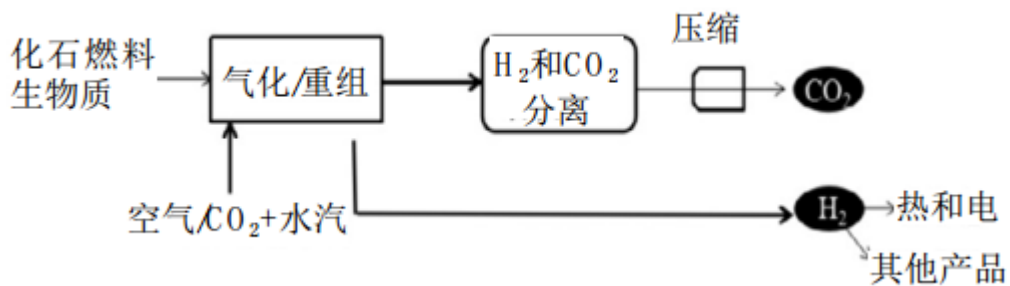 压缩
化石燃料
生物质
气化/重组
H₂和CO₂
分离
CO₂
空气/CO₂+水汽
H₂
热和电
其他产品